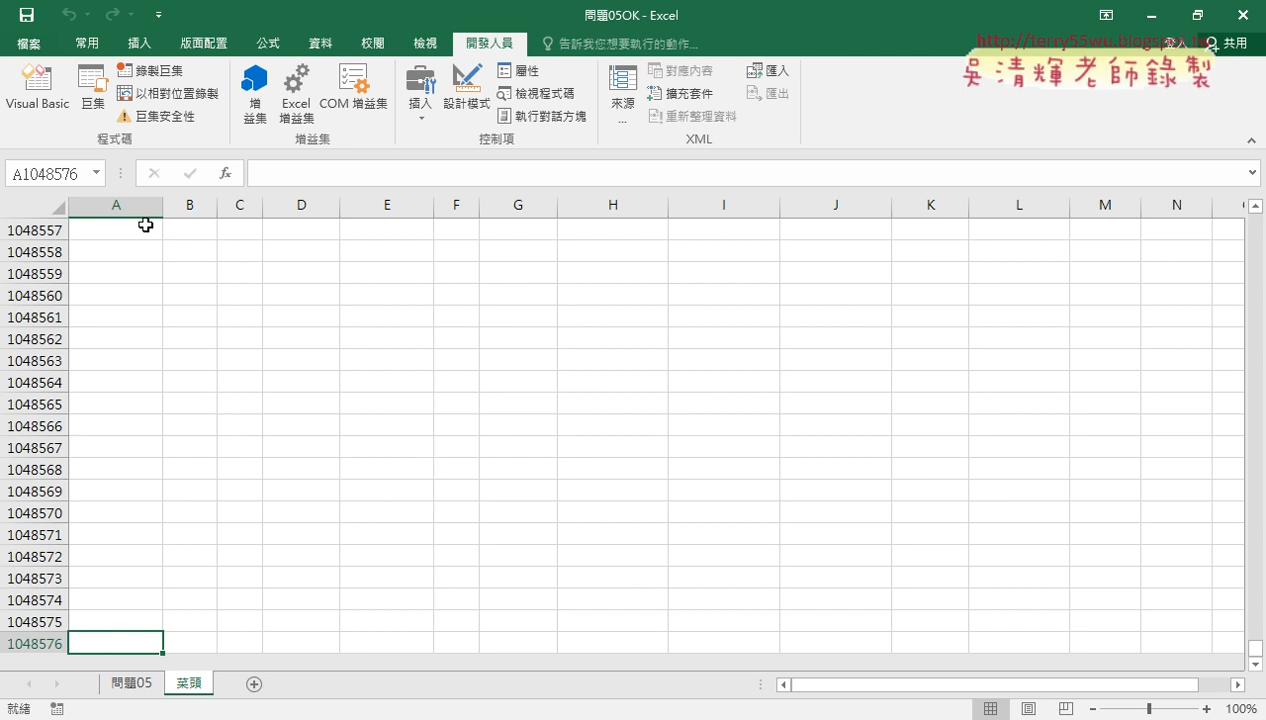 問題05OK - Excel
檔案 常用 插入 版面配置 公式 資料 校閱 檢視 開發人員 告訴我您想要執行的動作... 登入 共用
http://terry55wu.blogspot.tw
吳清輝老師錄製
Visual Basic 巨集 錄製巨集 以相對位置錄製 巨集安全性
程式碼
增益集 Excel 增益集 COM 增益集
增益集
插入 設計模式 屬性 檢視程式碼 執行對話方塊
控制項
來源... 對應內容 擴充套件 重新整理資料 匯入 匯出
XML
A1048576 fx
A B C D E F G H I J K L M N
1048557
1048558
1048559
1048560
1048561
1048562
1048563
1048564
1048565
1048566
1048567
1048568
1048569
1048570
1048571
1048572
1048573
1048574
1048575
1048576
問題05 菜頭
就緒 100%